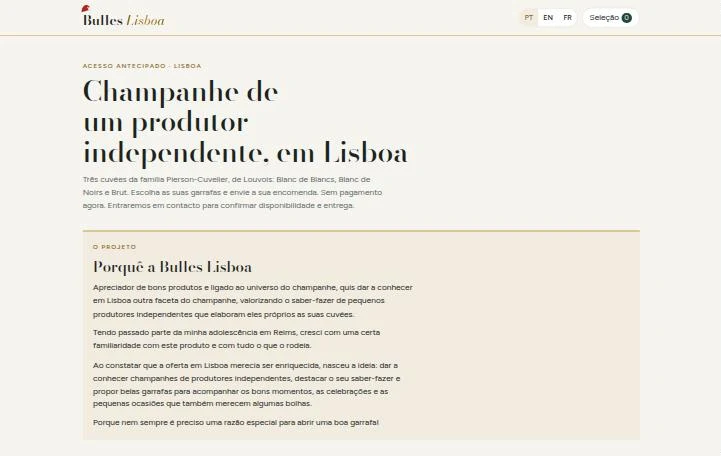 Bulles Lisboa
PT EN FR Seleção 0
ACESSO ANTECIPADO · LISBOA
Champanhe de
um produtor
independente, em Lisboa
Três cuvées da família Pierson-Cuvelier, de Louvois: Blanc de Blancs, Blanc de
Noirs e Brut. Escolha as suas garrafas e envie a sua encomenda. Sem pagamento
agora. Entraremos em contacto para confirmar disponibilidade e entrega.
O PROJETO
Porquê a Bulles Lisboa
Apreciador de bons produtos e ligado ao universo do champanhe, quis dar a conhecer
em Lisboa outra faceta do champanhe, valorizando o saber-fazer de pequenos
produtores independentes que elaboram eles próprios as suas cuvées.
Tendo passado parte da minha adolescência em Reims, cresci com uma certa
familiaridade com este produto e com tudo o que o rodeia.
Ao constatar que a oferta em Lisboa merecia ser enriquecida, nasceu a ideia: dar a
conhecer champanhes de produtores independentes, destacar o seu saber-fazer e
propor belas garrafas para acompanhar os bons momentos, as celebrações e as
pequenas ocasiões que também merecem algumas bolhas.
Porque nem sempre é preciso uma razão especial para abrir uma boa garrafa!